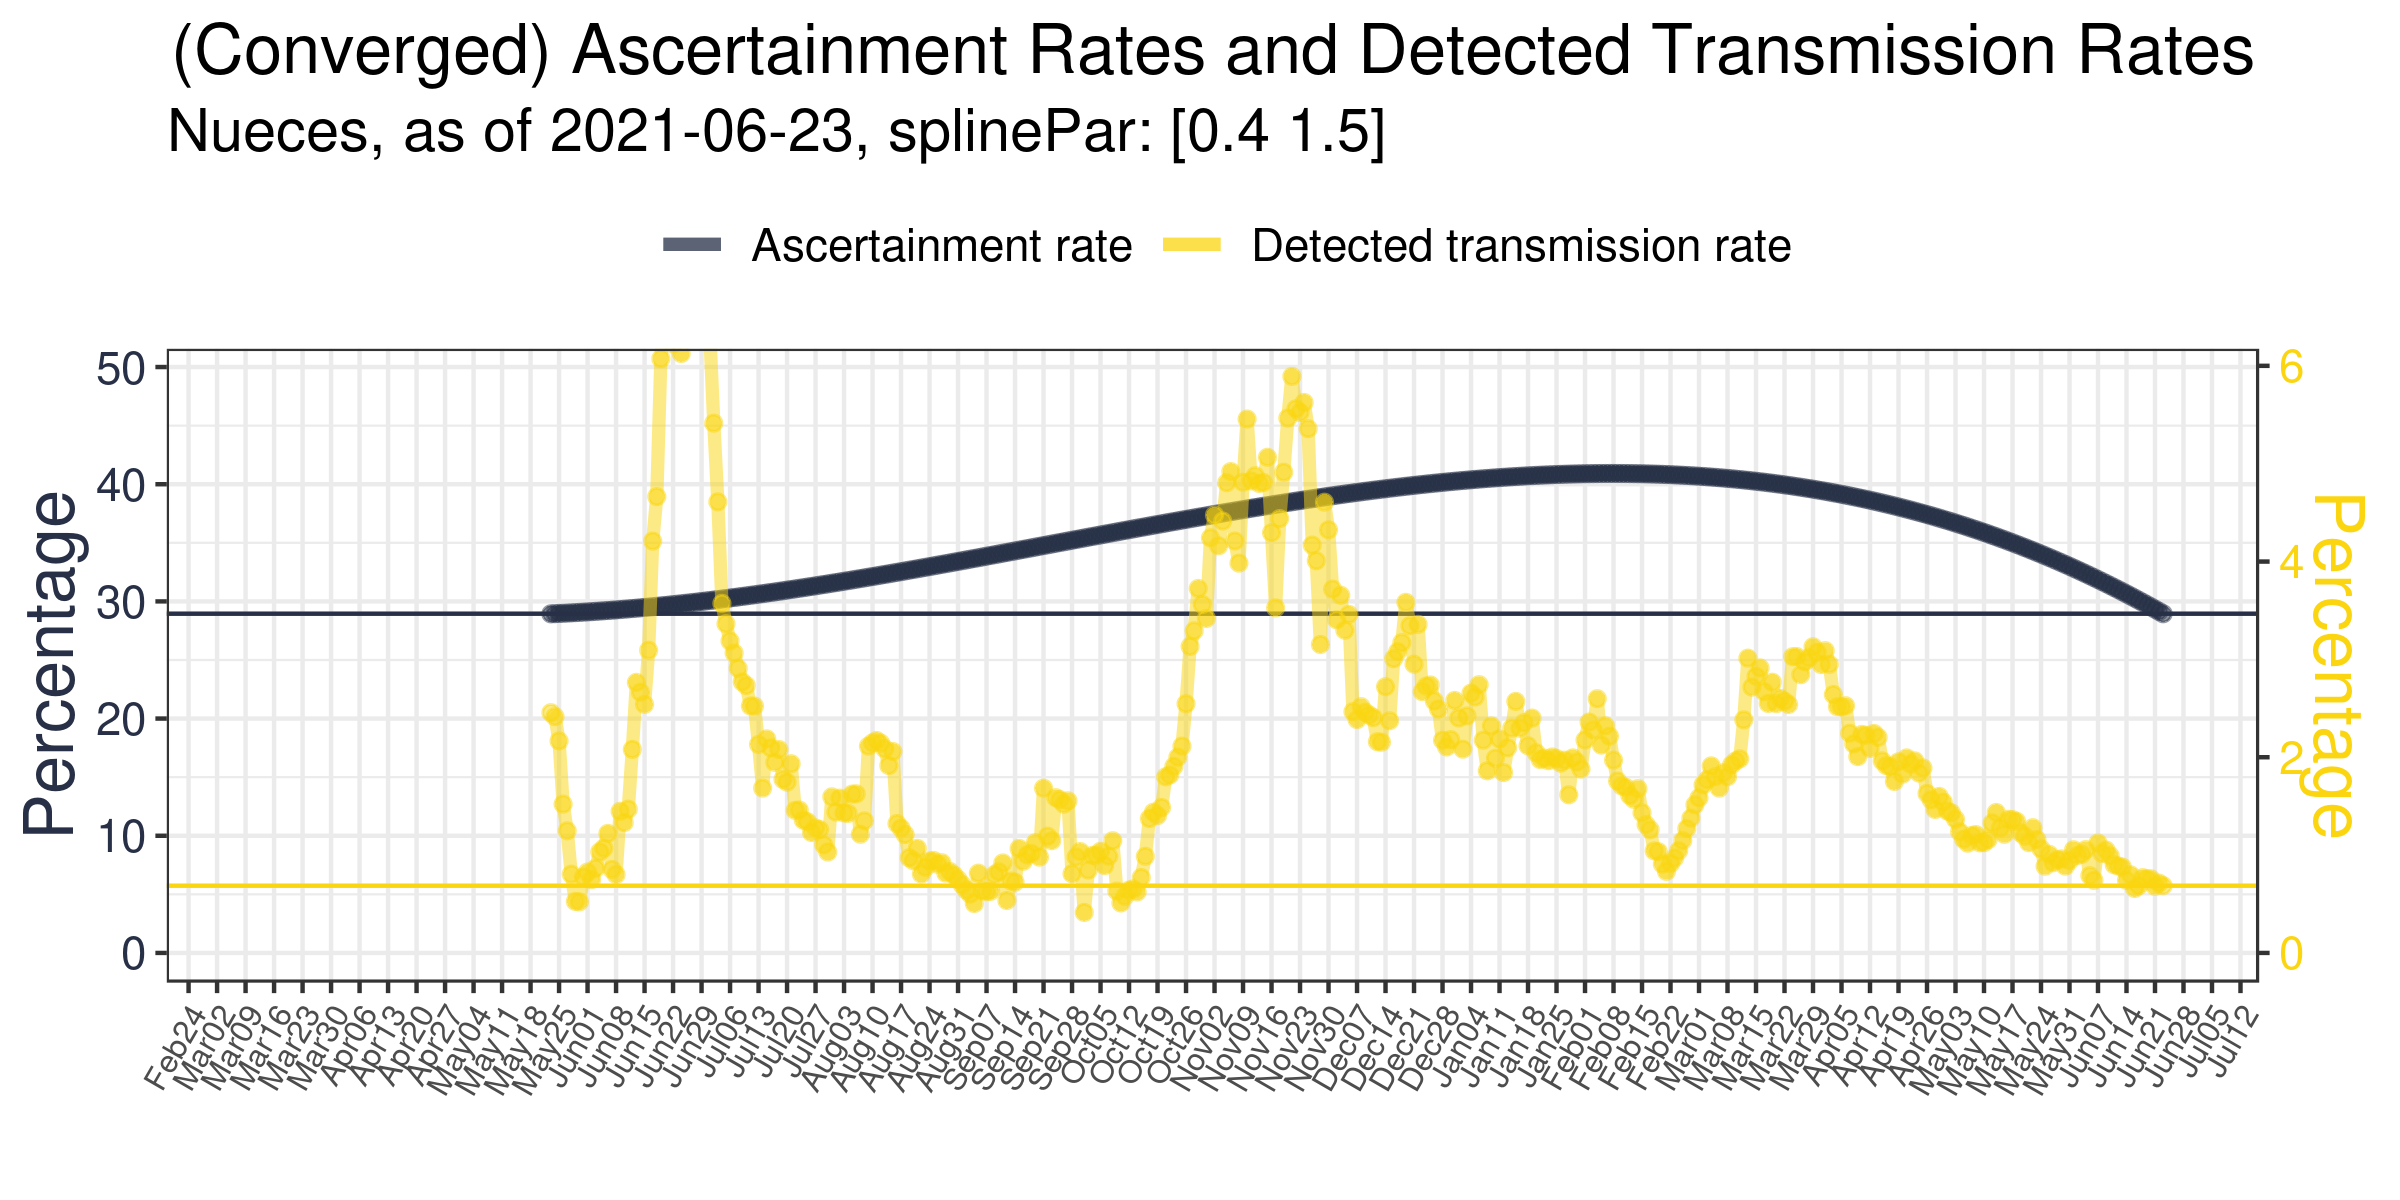 (Converged) Ascertainment Rates and Detected Transmission Rates
Nueces, as of 2021-06-23, splinePar: [0.4 1.5]
Ascertainment rate
Detected transmission rate
Percentage
50
40
30
20
10
0
6
4
2
0
Percentage
Feb24
Mar02
Mar09
Mar16
Mar23
Mar30
Apr06
Apr13
Apr20
Apr27
May04
May11
May18
May25
Jun01
Jun08
Jun15
Jun22
Jun29
Jul06
Jul13
Jul20
Jul27
Aug03
Aug10
Aug17
Aug24
Aug31
Sep07
Sep14
Sep21
Sep28
Oct05
Oct12
Oct19
Oct26
Nov02
Nov09
Nov16
Nov23
Nov30
Dec07
Dec14
Dec21
Dec28
Jan04
Jan11
Jan18
Jan25
Feb01
Feb08
Feb15
Feb22
Mar01
Mar08
Mar15
Mar22
Mar29
Apr05
Apr12
Apr19
Apr26
May03
May10
May17
May24
May31
Jun07
Jun14
Jun21
Jun28
Jul05
Jul12